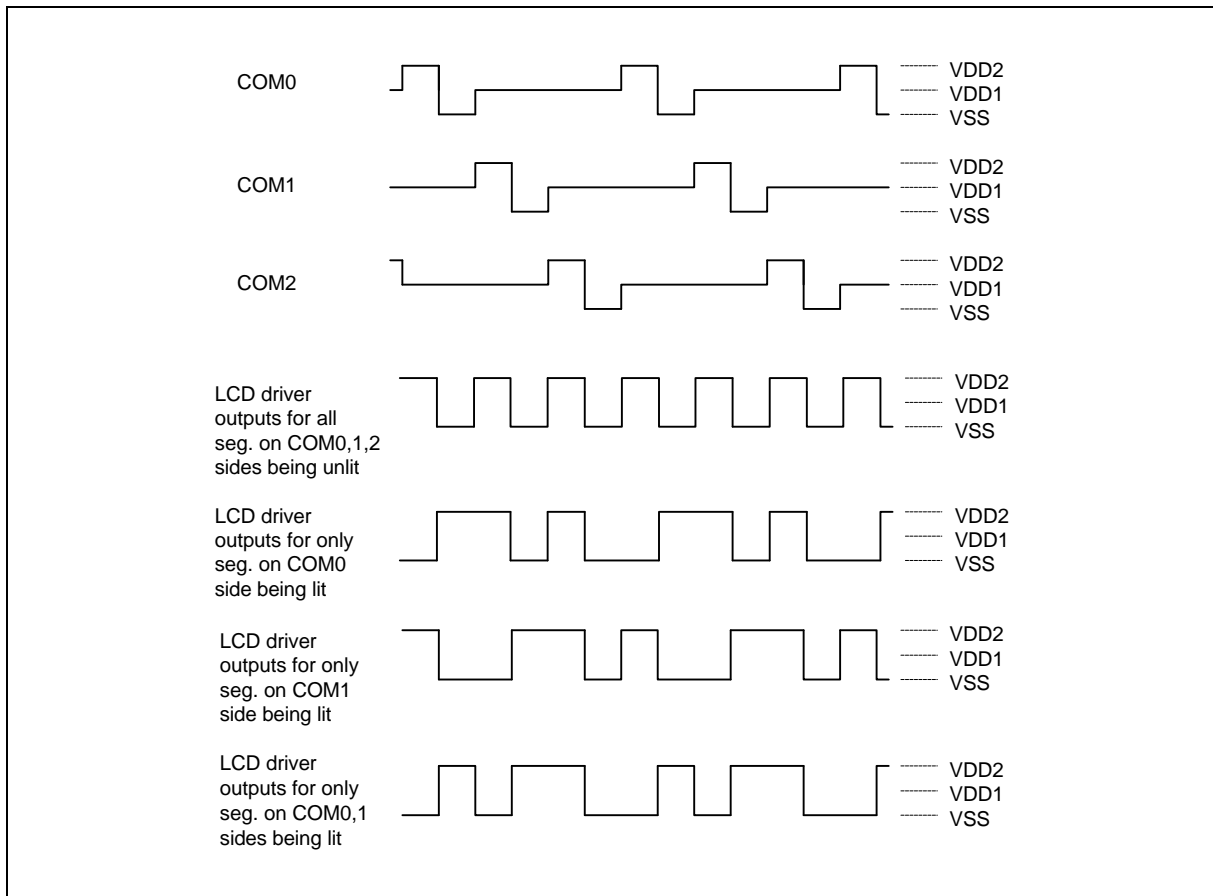 COM0
VDD2
VDD1
VSS
COM1
VDD2
VDD1
VSS
COM2
VDD2
VDD1
VSS
LCD driver
outputs for all
seg. on COM0,1,2
sides being unlit
VDD2
VDD1
VSS
LCD driver
outputs for only
seg. on COM0
side being lit
VDD2
VDD1
VSS
LCD driver
outputs for only
seg. on COM1
side being lit
VDD2
VDD1
VSS
LCD driver
outputs for only
seg. on COM0,1
sides being lit
VDD2
VDD1
VSS